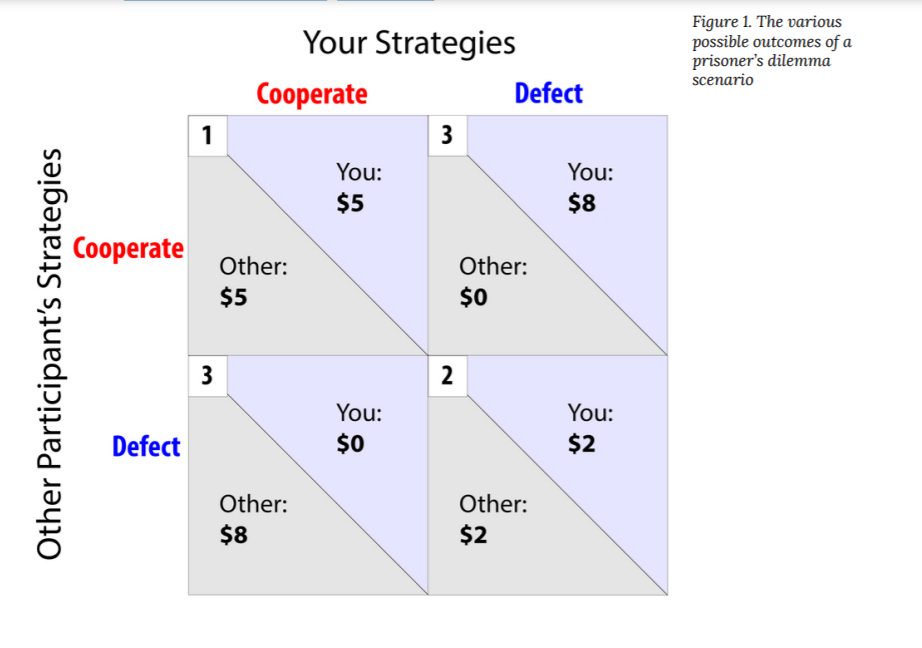 Your Strategies
Figure 1. The various
possible outcomes of a
prisoner's dilemma
scenario
Cooperate
Defect
Other Participant's Strategies
1
You:
$5
Other:
$5
3
You:
$8
Other:
$0
Cooperate
3
You:
$0
Other:
$8
2
You:
$2
Other:
$2
Defect